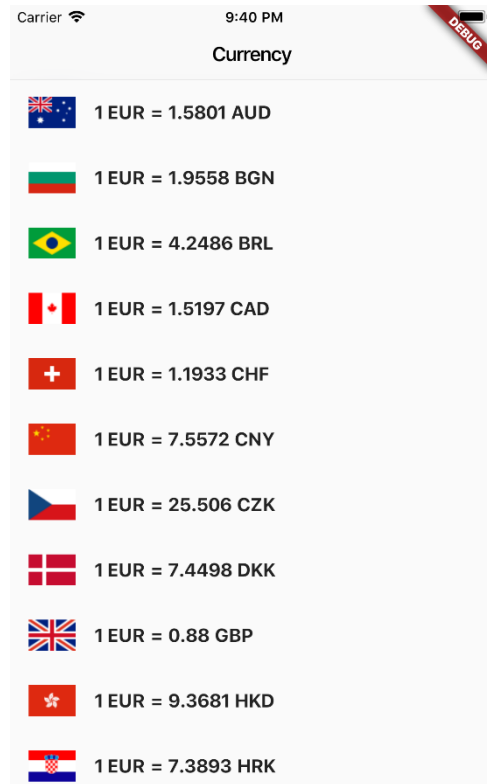 Carrier 9:40 PM
DEBUG
Currency
1 EUR = 1.5801 AUD
1 EUR = 1.9558 BGN
1 EUR = 4.2486 BRL
1 EUR = 1.5197 CAD
1 EUR = 1.1933 CHF
1 EUR = 7.5572 CNY
1 EUR = 25.506 CZK
1 EUR = 7.4498 DKK
1 EUR = 0.88 GBP
1 EUR = 9.3681 HKD
1 EUR = 7.3893 HRK